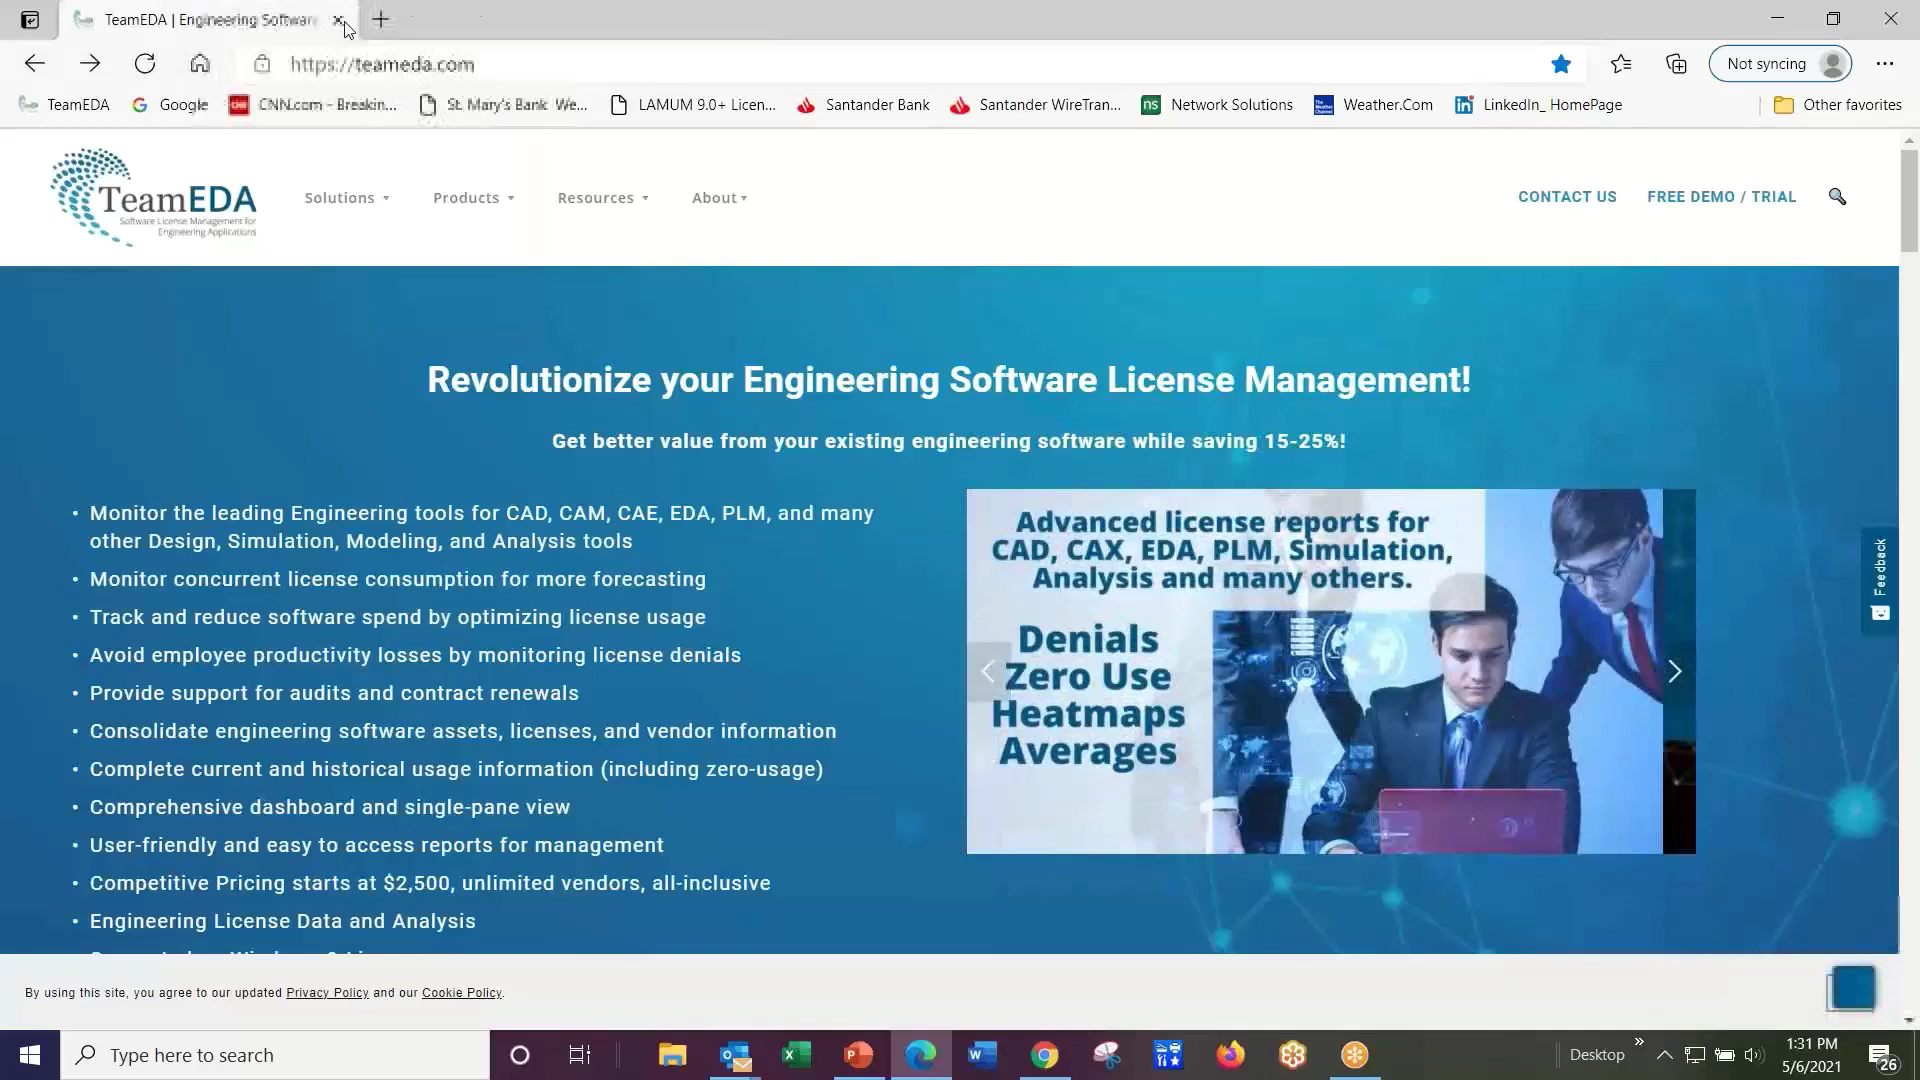 TeamEDA | Engineering Software
https://teameda.com
Not syncing
TeamEDA
Google
CNN.com - Breakin...
St. Mary's Bank We...
LAMUM 9.0+ Licen...
Santander Bank
Santander WireTran...
Network Solutions
Weather.Com
LinkedIn_ HomePage
Other favorites
TeamEDA
Software License Management for
Engineering Applications
Solutions
Products
Resources
About
CONTACT US
FREE DEMO / TRIAL
Revolutionize your Engineering Software License Management!
Get better value from your existing engineering software while saving 15-25%!
• Monitor the leading Engineering tools for CAD, CAM, CAE, EDA, PLM, and many
other Design, Simulation, Modeling, and Analysis tools
• Monitor concurrent license consumption for more forecasting
• Track and reduce software spend by optimizing license usage
• Avoid employee productivity losses by monitoring license denials
• Provide support for audits and contract renewals
• Consolidate engineering software assets, licenses, and vendor information
• Complete current and historical usage information (including zero-usage)
• Comprehensive dashboard and single-pane view
• User-friendly and easy to access reports for management
• Competitive Pricing starts at $2,500, unlimited vendors, all-inclusive
• Engineering License Data and Analysis
Advanced license reports for
CAD, CAX, EDA, PLM, Simulation,
Analysis and many others.
Denials
Zero Use
Heatmaps
Averages
Feedback
By using this site, you agree to our updated Privacy Policy and our Cookie Policy.
Type here to search
Desktop
1:31 PM
5/6/2021
26